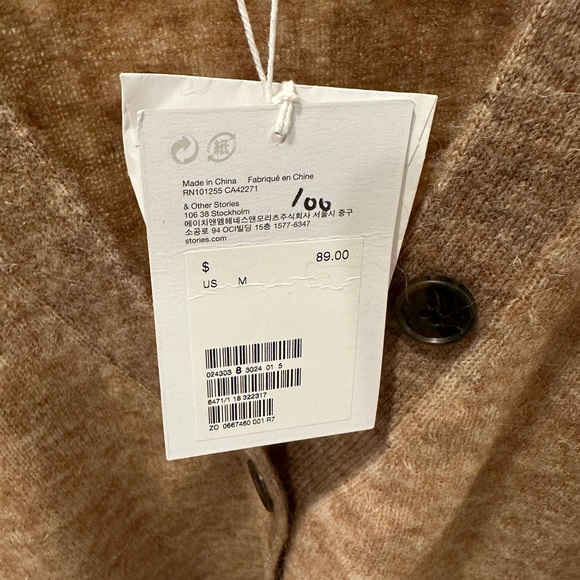 紙
Made in China Fabriqué en Chine
RN101255 CA42271
100
& Other Stories
106 38 Stockholm
에이치앤엠헤네스앤모리츠주식회사 서울시 중구
소공로 94 OCI빌딩 15층 1577-6347
stories.com
$ 89.00
US M
024303 8 3024 01 5
6471/1 18 322317
ZO 0667460 001 R7